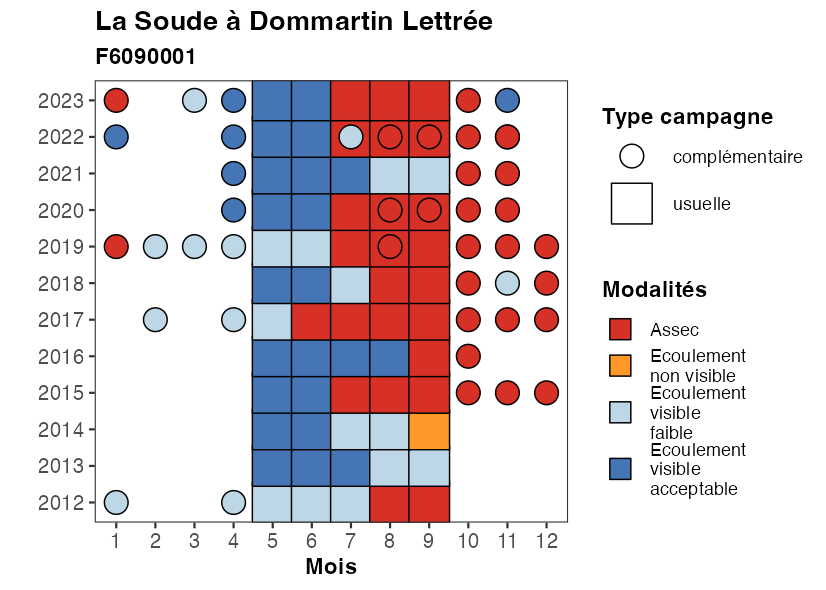 La Soude à Dommartin Lettrée
F6090001
2023
2022
2021
2020
2019
2018
2017
2016
2015
2014
2013
2012
1 2 3 4 5 6 7 8 9 10 11 12
Mois
Type campagne
complémentaire
usuelle
Modalités
Assec
Ecoulement
non visible
Ecoulement
visible
faible
Ecoulement
visible
acceptable